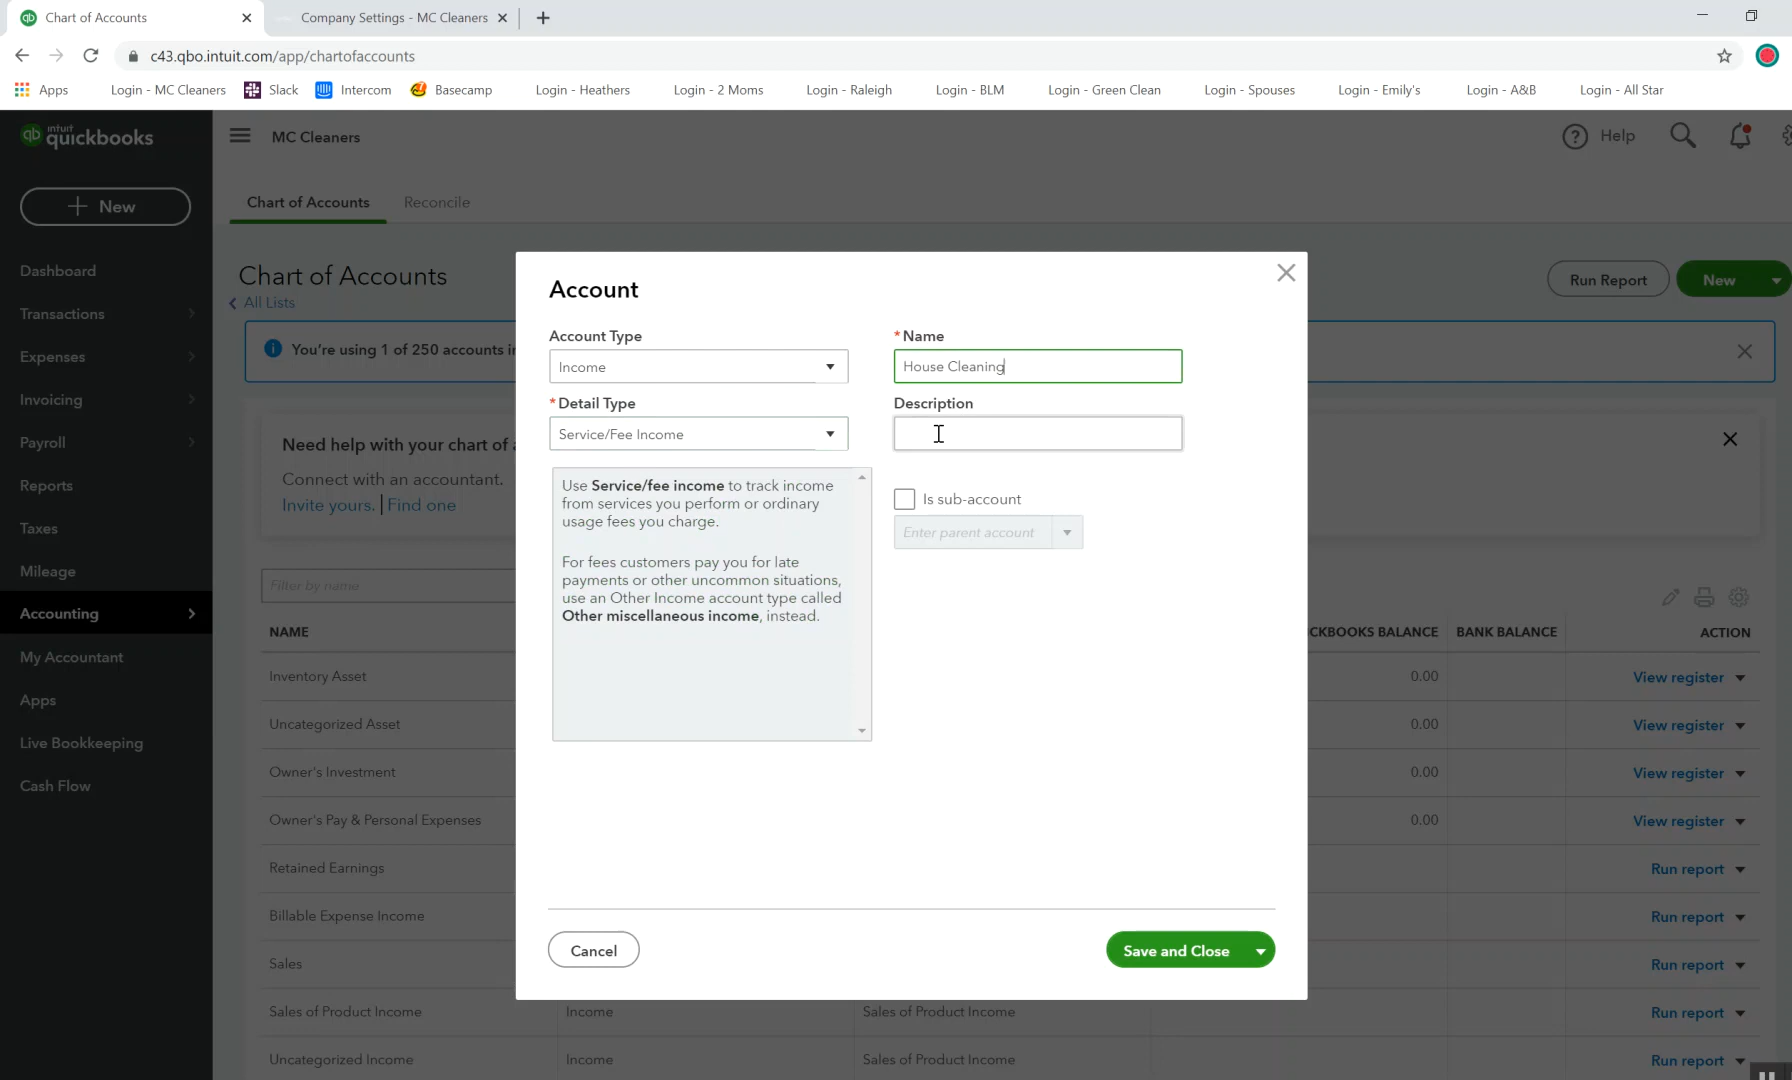 Chart of Accounts
Company Settings - MC Cleaners
c43.qbo.intuit.com/app/chartofaccounts
Apps
Login - MC Cleaners
Slack
Intercom
Basecamp
Login - Heathers
Login - 2 Moms
Login - Raleigh
Login - BLM
Login - Green Clean
Login - Spouses
Login - Emily's
Login - A&B
Login - All Star
qb intuit quickbooks
MC Cleaners
Help
New
Chart of Accounts
Reconcile
Dashboard
Transactions
Expenses
Invoicing
Payroll
Reports
Taxes
Mileage
Accounting
My Accountant
Apps
Live Bookkeeping
Cash Flow
Chart of Accounts
All Lists
Run Report
New
You're using 1 of 250 accounts
Need help with your chart of
Connect with an accountant.
Invite yours. | Find one
Filter by name
Account
Account Type
Income
*Name
House Cleaning
*Detail Type
Service/Fee Income
Description
Use Service/fee income to track income
from services you perform or ordinary
usage fees you charge.
For fees customers pay you for late
payments or other uncommon situations,
use an Other Income account type called
Other miscellaneous income, instead.
Is sub-account
Enter parent account
Cancel
Save and Close
NAME
BALANCE
BANK BALANCE
ACTION
Inventory Asset
0.00
View register
Uncategorized Asset
0.00
View register
Owner's Investment
0.00
View register
Owner's Pay & Personal Expenses
0.00
View register
Retained Earnings
Run report
Billable Expense Income
Run report
Sales
Run report
Sales of Product Income
Income
Sales of Product Income
Run report
Uncategorized Income
Income
Sales of Product Income
Run report